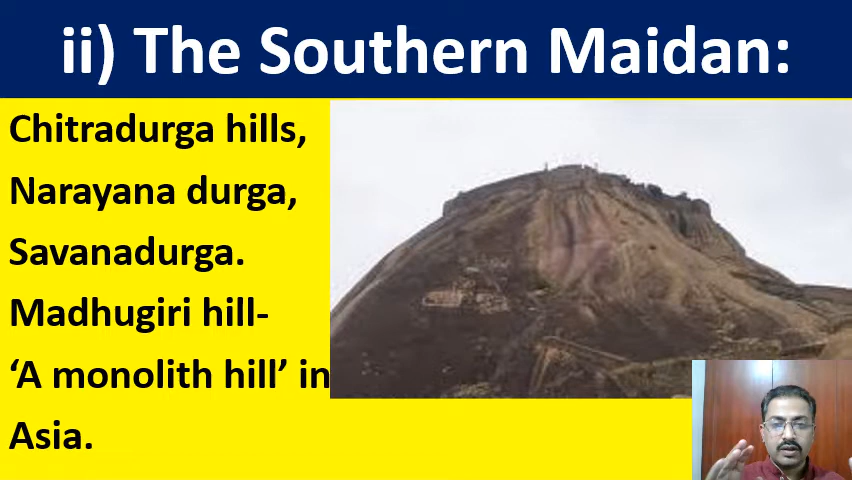 ii) The Southern Maidan:
Chitradurga hills,
Narayana durga,
Savanadurga.
Madhugiri hill-
‘A monolith hill’ in
Asia.